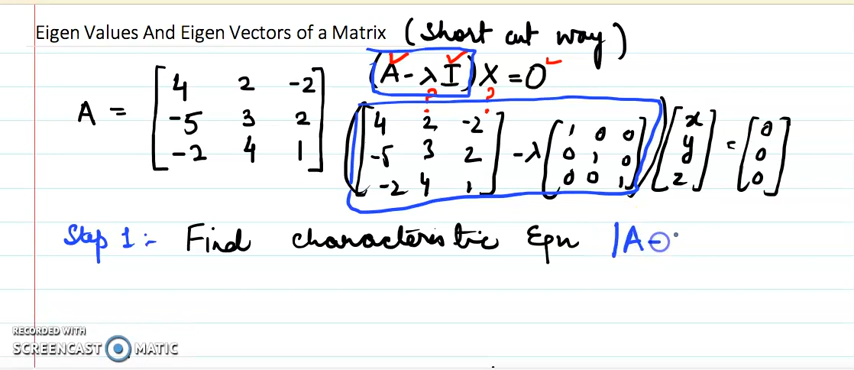 Eigen Values And Eigen Vectors of a Matrix (Short cut way)
(A - λI) X = 0
? ?
A = [ 4 2 -2
-5 3 2
-2 4 1 ]
( [ 4 2 -2
-5 3 2
-2 4 1 ] - λ [ 1 0 0
0 1 0
0 0 1 ] ) [ x
y
z ] = [ 0
0
0 ]
Step 1:- Find characteristic Eqn |A-
RECORDED WITH
SCREENCAST MATIC